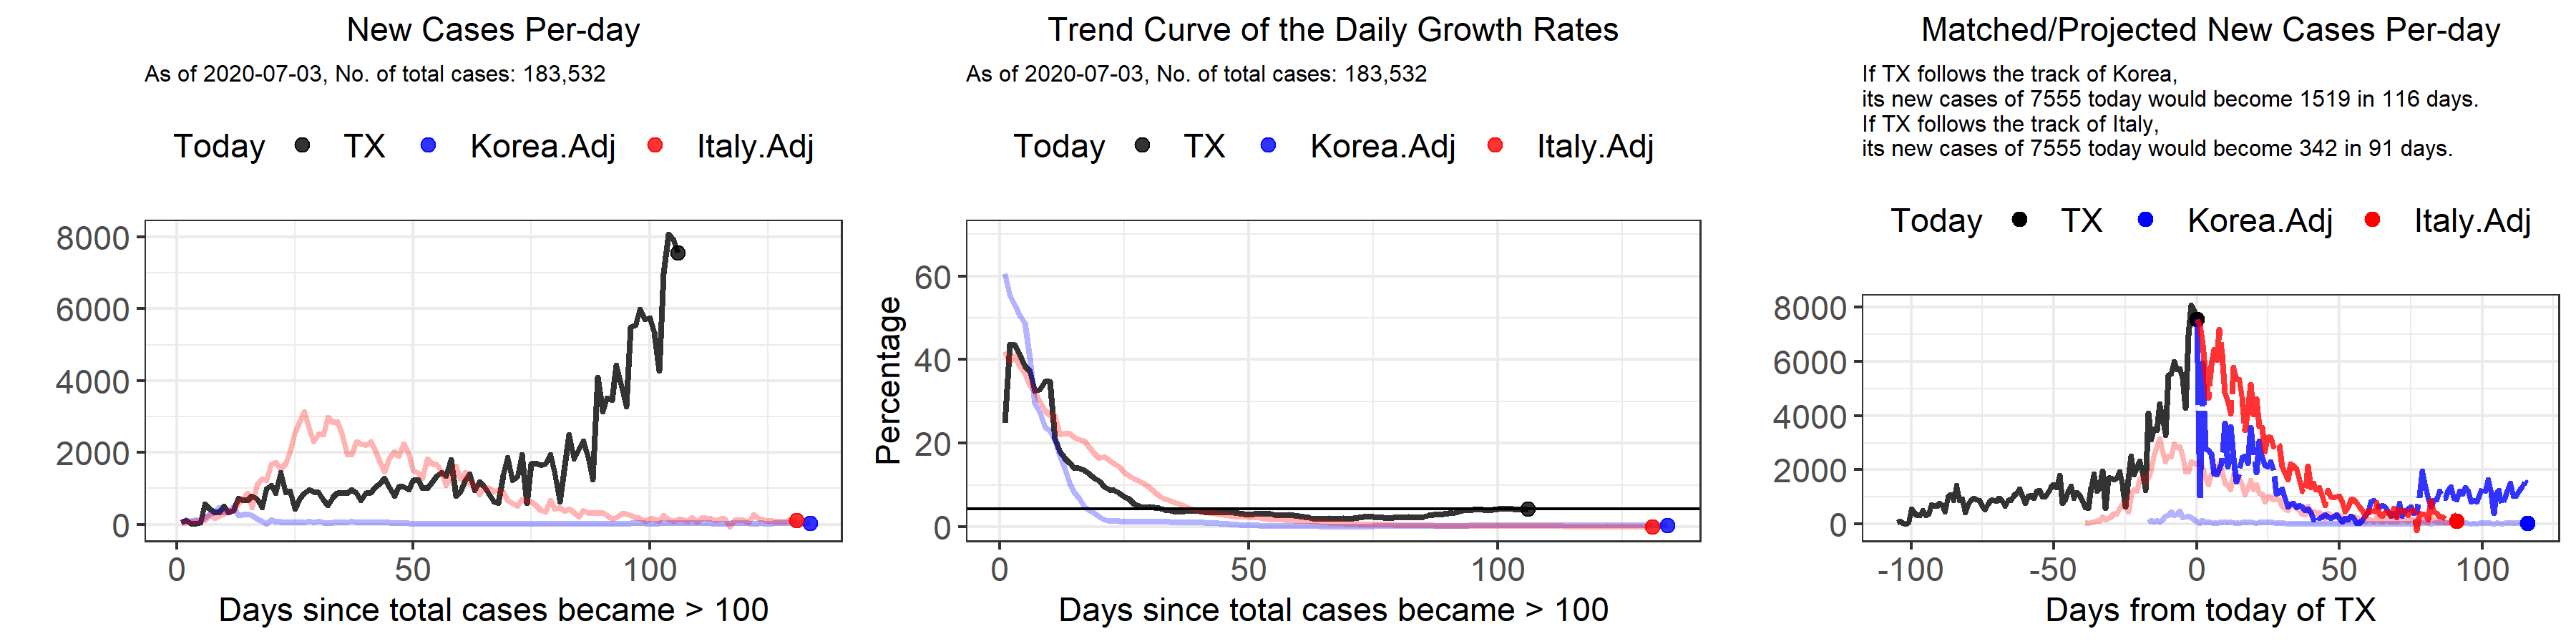 New Cases Per-day
As of 2020-07-03, No. of total cases: 183,532
Today TX Korea.Adj Italy.Adj
8000
6000
4000
2000
0
0 50 100
Days since total cases became > 100
Trend Curve of the Daily Growth Rates
As of 2020-07-03, No. of total cases: 183,532
Today TX Korea.Adj Italy.Adj
Percentage
60
40
20
0
0 50 100
Days since total cases became > 100
Matched/Projected New Cases Per-day
If TX follows the track of Korea,
its new cases of 7555 today would become 1519 in 116 days.
If TX follows the track of Italy,
its new cases of 7555 today would become 342 in 91 days.
Today TX Korea.Adj Italy.Adj
8000
6000
4000
2000
0
-100 -50 0 50 100
Days from today of TX